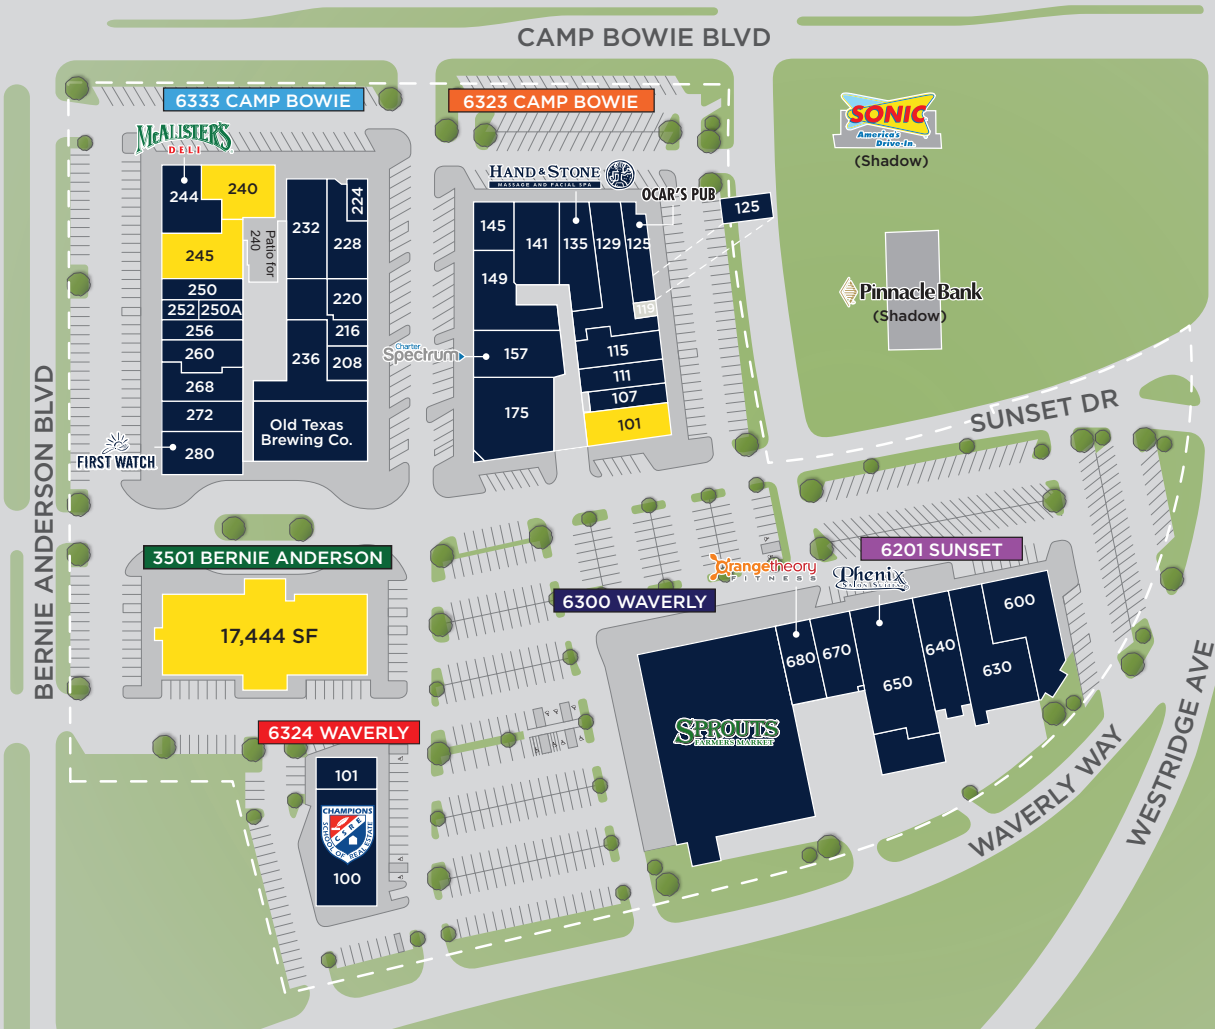 CAMP BOWIE BLVD
6333 CAMP BOWIE
6323 CAMP BOWIE
McALISTER'S
DELI
SONIC
America's
Drive-In
(Shadow)
HAND & STONE
MASSAGE AND FACIAL SPA
OCAR'S PUB
125
244
240
232
224
228
245
Patio for
240
145
141
135
129
125
149
119
250
252
250A
220
256
216
260
236
208
268
272
280
Old Texas
Brewing Co.
FIRST WATCH
Charter
Spectrum
157
175
115
111
107
101
Pinnacle Bank
(Shadow)
SUNSET DR
BERNIE ANDERSON BLVD
3501 BERNIE ANDERSON
17,444 SF
6300 WAVERLY
6201 SUNSET
orangetheory
FITNESS
Phenix
SALON SUITES
680
670
650
640
630
600
SPROUTS
FARMERS MARKET
6324 WAVERLY
101
CHAMPIONS
SCHOOL OF REAL ESTATE
CSRE
100
WAVERLY WAY
WESTRIDGE AVE